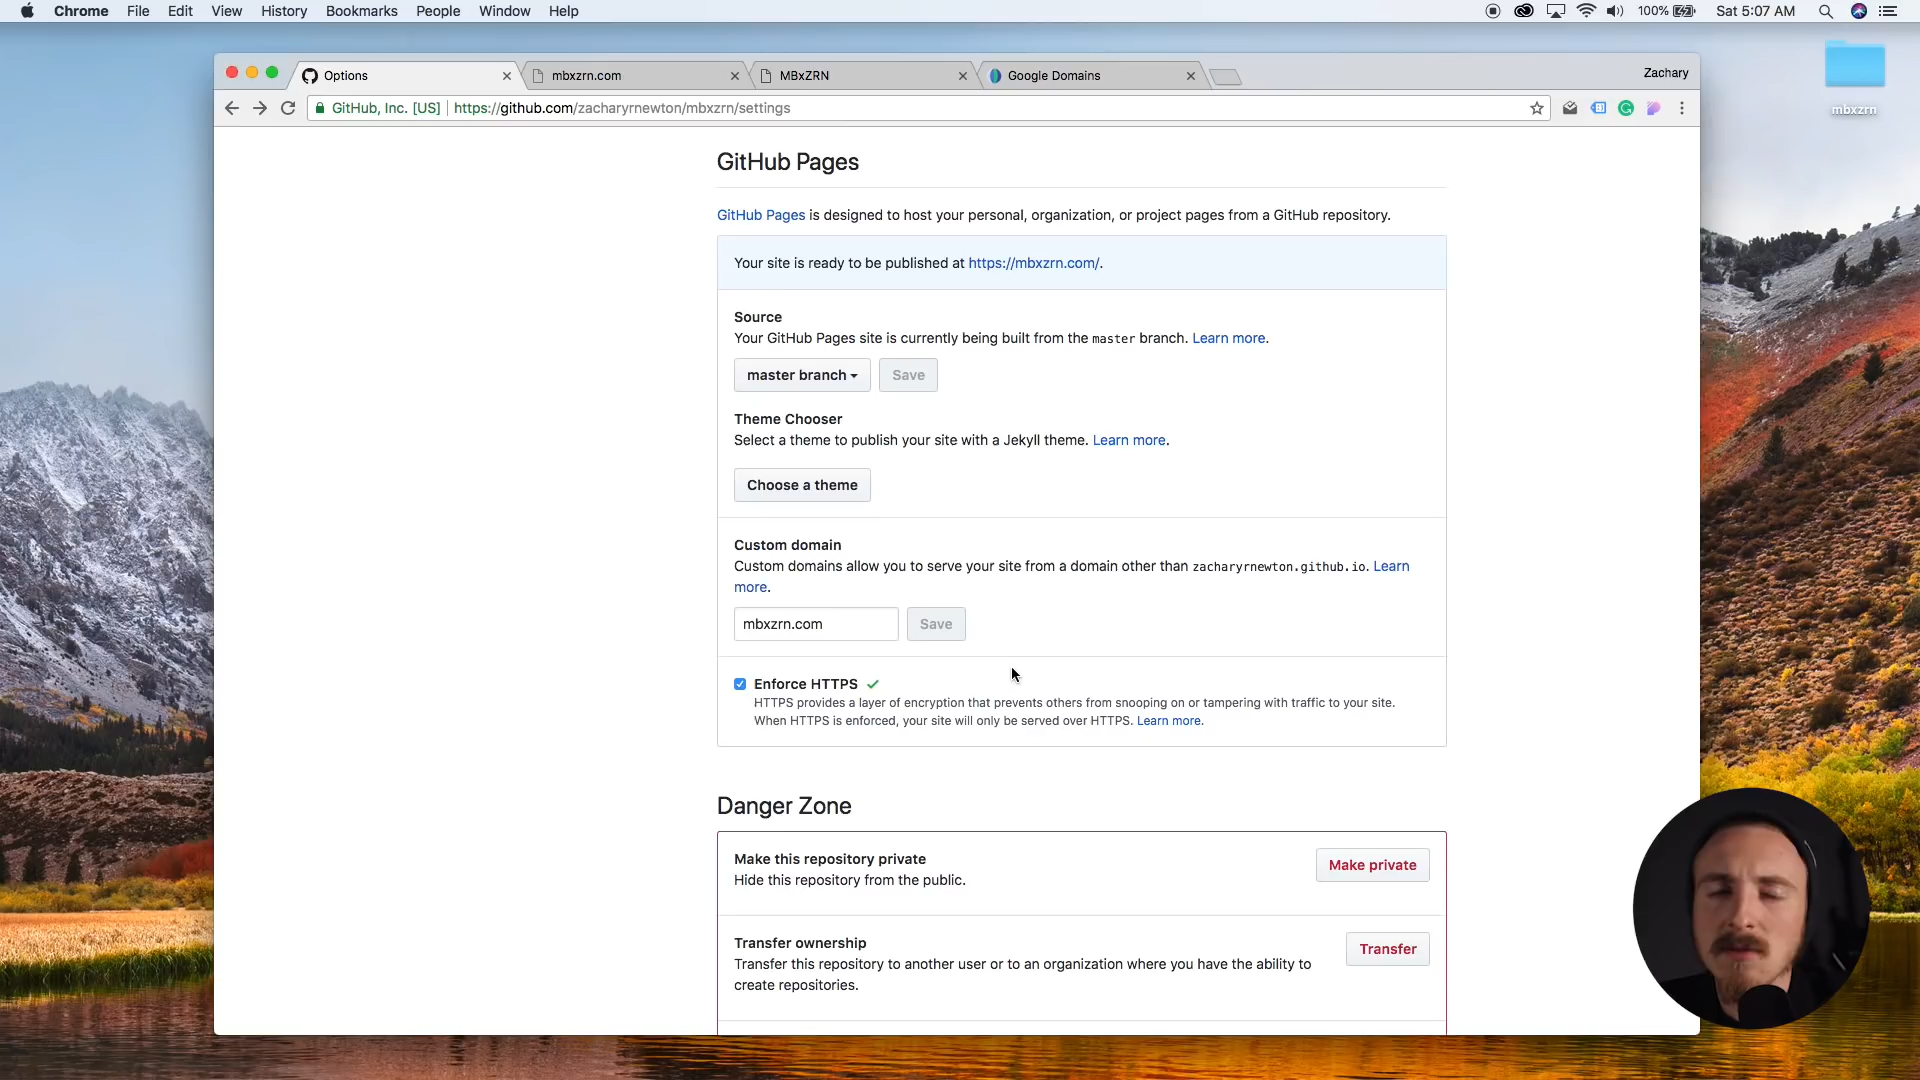 Chrome File Edit View History Bookmarks People Window Help 100% Sat 5:07 AM
mbxzrn
Options mbxzrn.com MBxZRN Google Domains Zachary
GitHub, Inc. [US] https://github.com/zacharyrnewton/mbxzrn/settings
GitHub Pages
GitHub Pages is designed to host your personal, organization, or project pages from a GitHub repository.
Your site is ready to be published at https://mbxzrn.com/.
Source
Your GitHub Pages site is currently being built from the master branch. Learn more.
master branch Save
Theme Chooser
Select a theme to publish your site with a Jekyll theme. Learn more.
Choose a theme
Custom domain
Custom domains allow you to serve your site from a domain other than zacharyrnewton.github.io. Learn
more.
mbxzrn.com Save
Enforce HTTPS
HTTPS provides a layer of encryption that prevents others from snooping on or tampering with traffic to your site.
When HTTPS is enforced, your site will only be served over HTTPS. Learn more.
Danger Zone
Make this repository private
Hide this repository from the public.
Make private
Transfer ownership
Transfer this repository to another user or to an organization where you have the ability to
create repositories.
Transfer